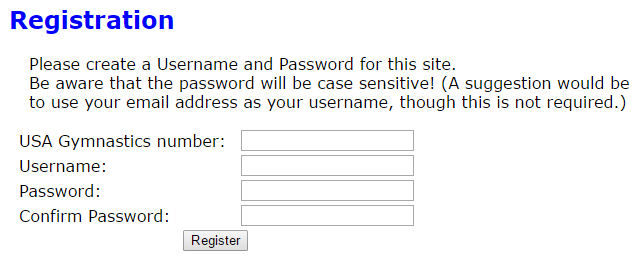 Registration
Please create a Username and Password for this site.
Be aware that the password will be case sensitive! (A suggestion would be
to use your email address as your username, though this is not required.)
USA Gymnastics number:
Username:
Password:
Confirm Password:
Register